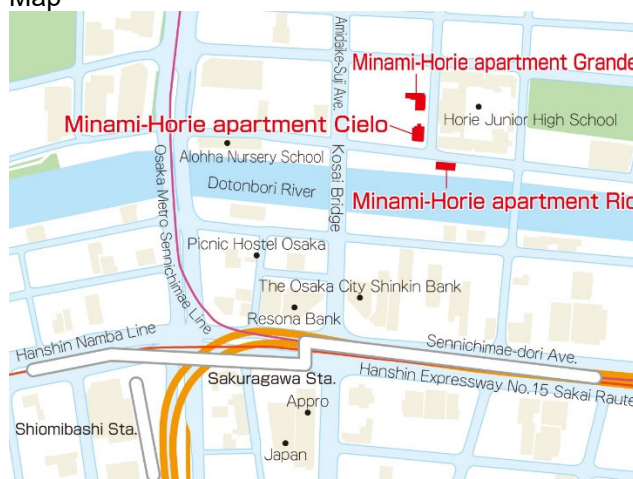 Map
Minami-Horie apartment Grande
Amidaike-Suji Ave.
Horie Junior High School
Minami-Horie apartment Cielo
Alohha Nursery School
Kosai Bridge
Dotonbori River
Minami-Horie apartment Rio
Osaka Metro Sennichimae Line
Picnic Hostel Osaka
The Osaka City Shinkin Bank
Resona Bank
Hanshin Namba Line
Sennichimae-dori Ave.
Sakuragawa Sta.
Hanshin Expressway No.15 Sakai Route
Appro
Shiomibashi Sta.
Japan